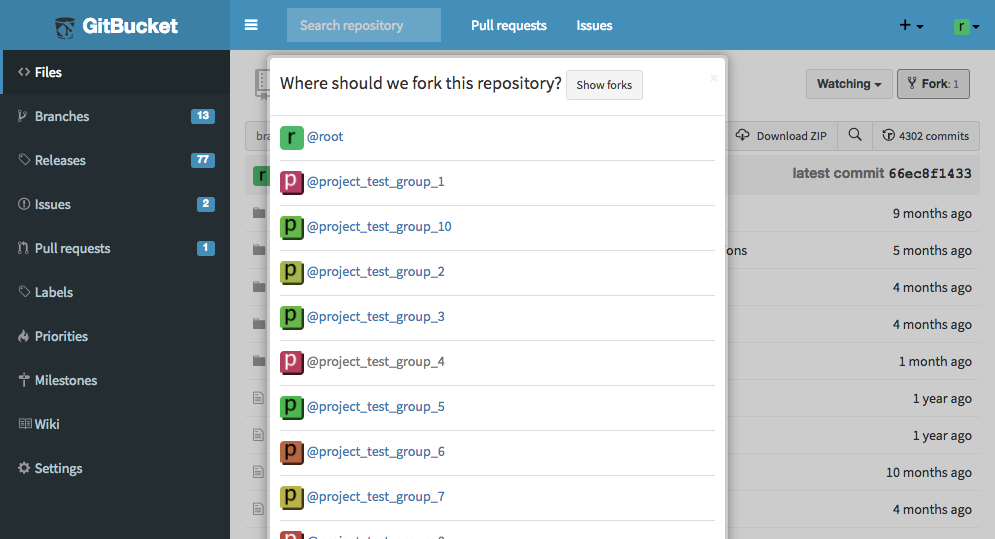 GitBucket
Search repository
Pull requests
Issues
r
Files
Branches 13
Releases 77
Issues 2
Pull requests 1
Labels
Priorities
Milestones
Wiki
Settings
Where should we fork this repository? Show forks ×
r @root
p @project_test_group_1
p @project_test_group_10
p @project_test_group_2
p @project_test_group_3
p @project_test_group_4
p @project_test_group_5
p @project_test_group_6
p @project_test_group_7
Watching
Fork: 1
bra
Download ZIP
4302 commits
r
latest commit 66ec8f1433
9 months ago
ons 5 months ago
4 months ago
4 months ago
1 month ago
1 year ago
1 year ago
10 months ago
4 months ago